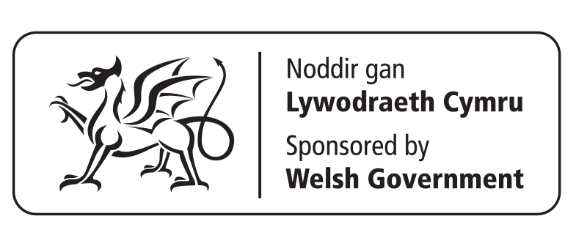 Noddir gan
Lywodraeth Cymru
Sponsored by
Welsh Government